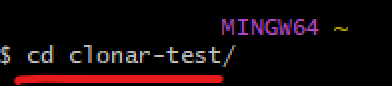 MINGW64 ~
$ cd clonar-test/